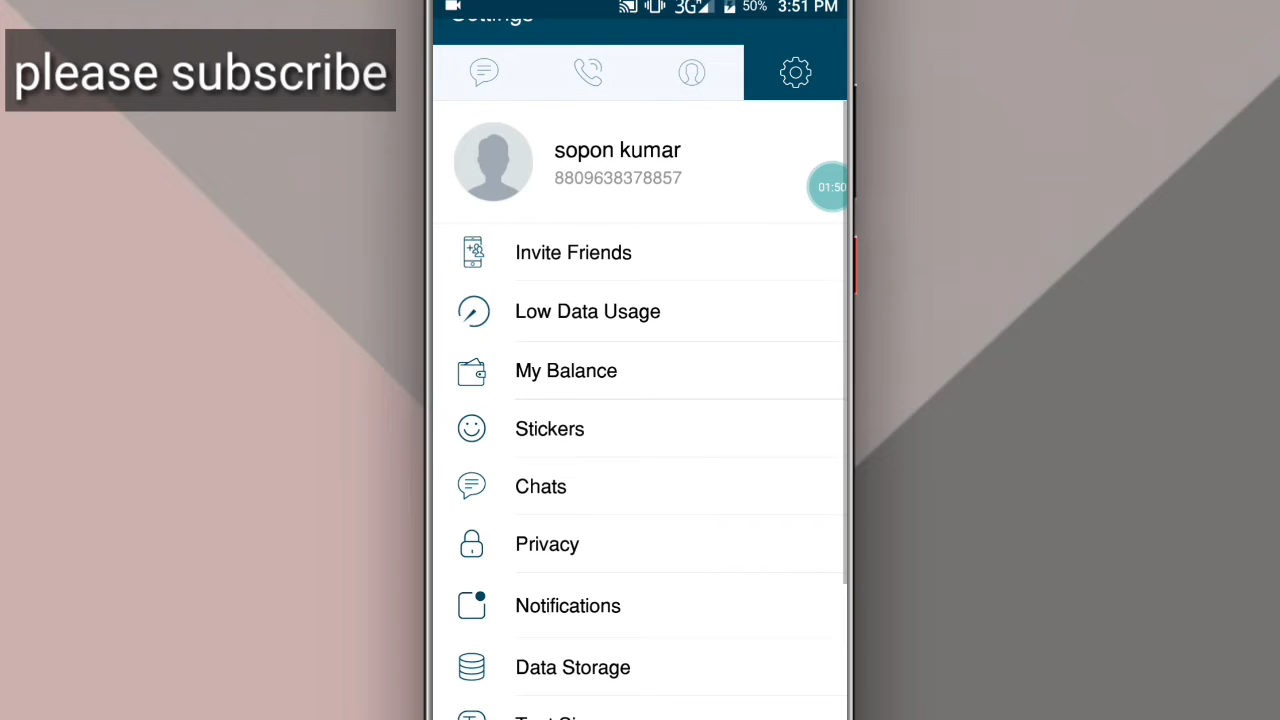 please subscribe
3G 50% 3:51 PM
Settings
sopon kumar
8809638378857
01:50
Invite Friends
Low Data Usage
My Balance
Stickers
Chats
Privacy
Notifications
Data Storage